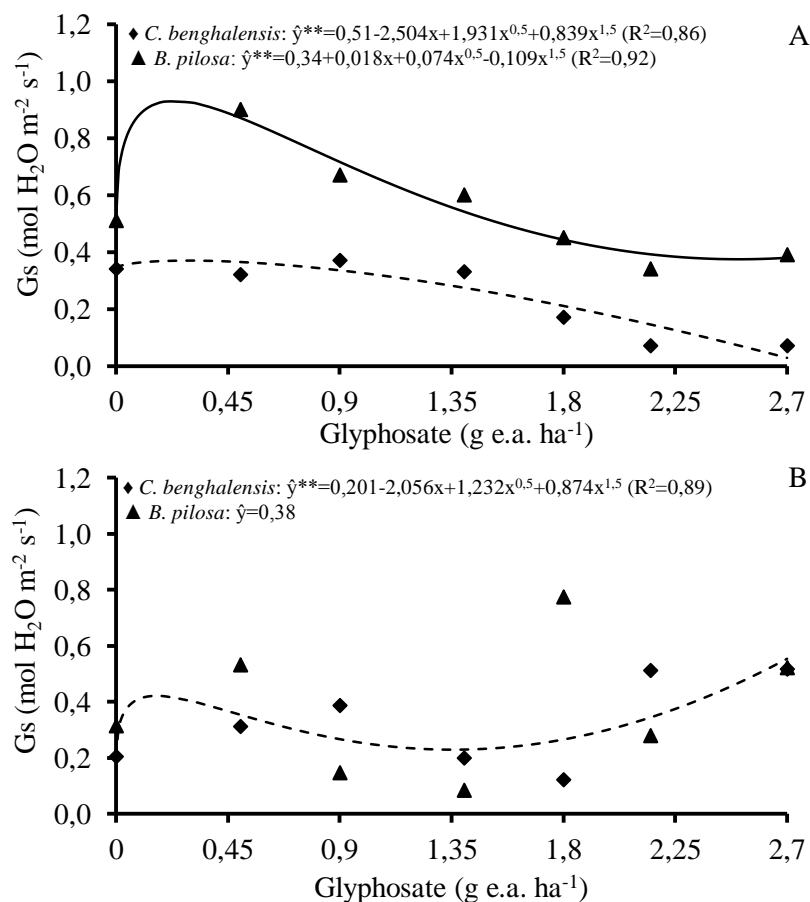 ◆ C. benghalensis: ŷ**=0,51-2,504x+1,931x^0,5+0,839x^1,5 (R²=0,86)
A
▲ B. pilosa: ŷ**=0,34+0,018x+0,074x^0,5-0,109x^1,5 (R²=0,92)
Gs (mol H₂O m⁻² s⁻¹)
1,2
1,0
0,8
0,6
0,4
0,2
0,0
0 0,45 0,9 1,35 1,8 2,25 2,7
Glyphosate (g e.a. ha⁻¹)
◆ C. benghalensis: ŷ**=0,201-2,056x+1,232x^0,5+0,874x^1,5 (R²=0,89)
B
▲ B. pilosa: ŷ=0,38
Gs (mol H₂O m⁻² s⁻¹)
1,2
1,0
0,8
0,6
0,4
0,2
0,0
0 0,45 0,9 1,35 1,8 2,25 2,7
Glyphosate (g e.a. ha⁻¹)